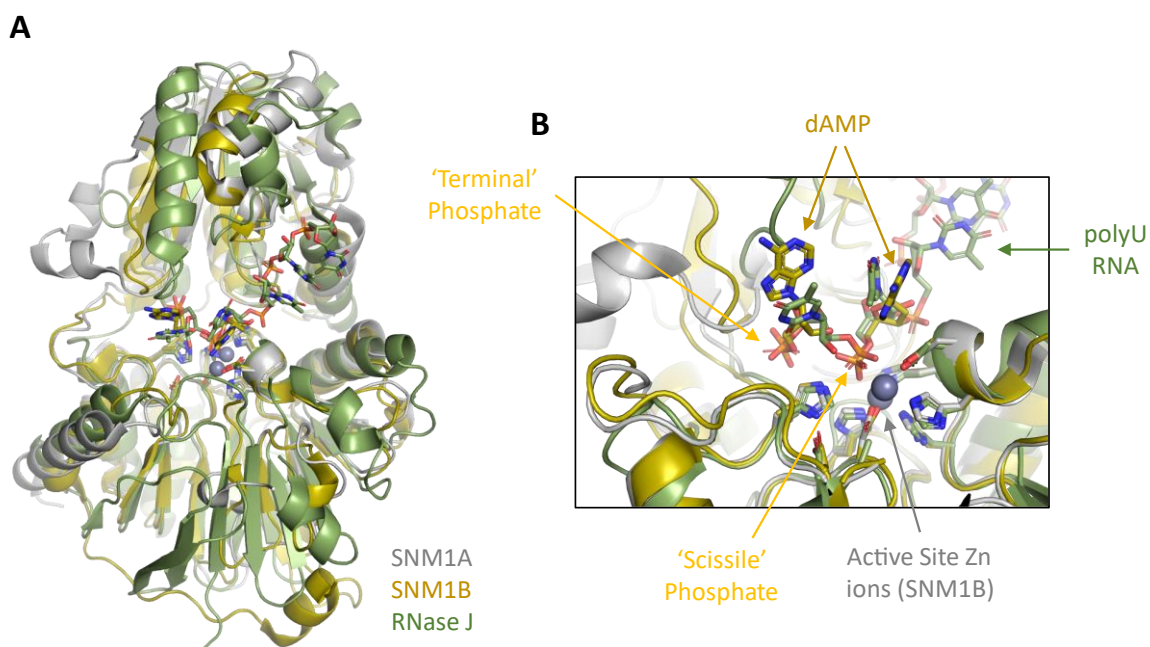 A
B
dAMP
‘Terminal’
Phosphate
polyU
RNA
‘Scissile’
Phosphate
Active Site Zn
ions (SNM1B)
SNM1A
SNM1B
RNase J